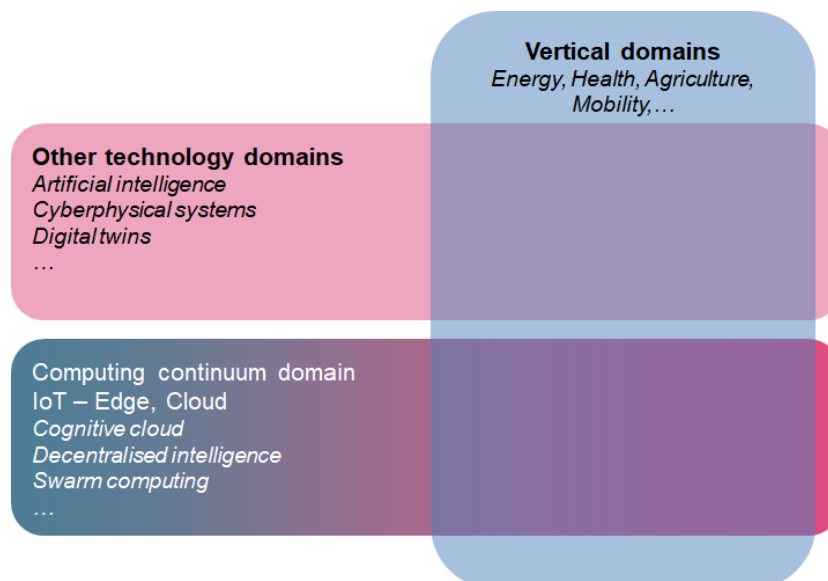 Vertical domains
Energy, Health, Agriculture,
Mobility,…
Other technology domains
Artificial intelligence
Cyberphysical systems
Digital twins
…
Computing continuum domain
IoT – Edge, Cloud
Cognitive cloud
Decentralised intelligence
Swarm computing
…